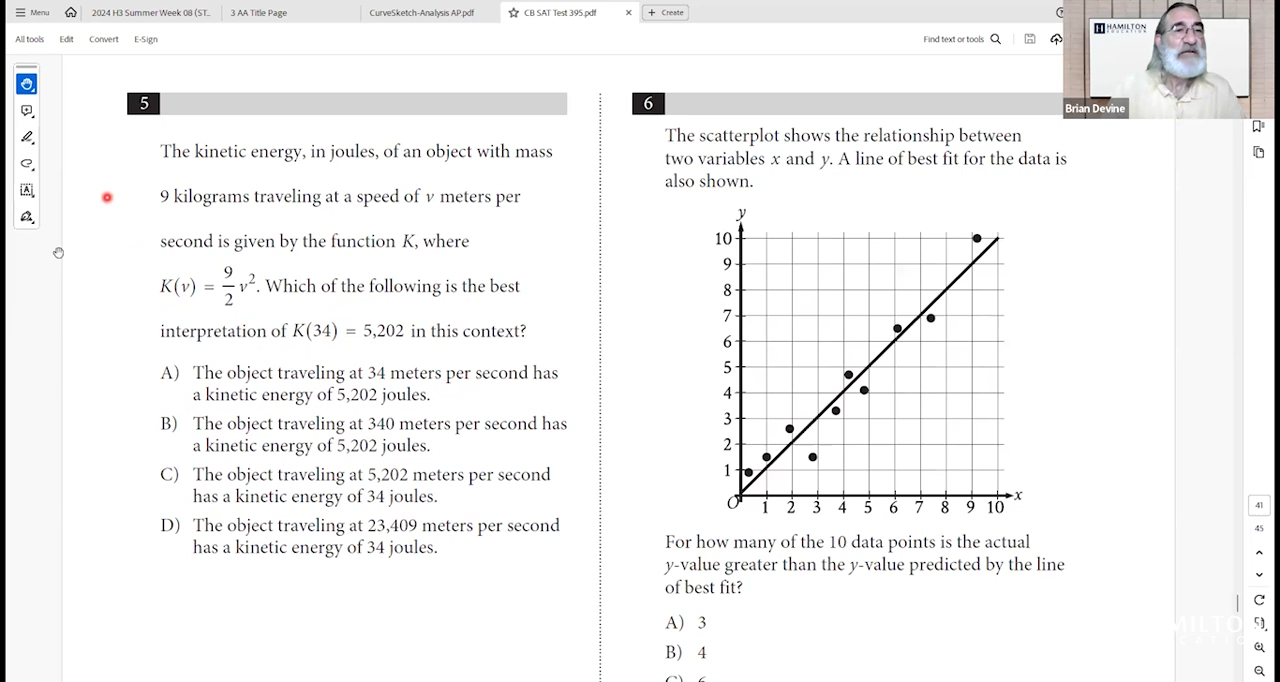 Menu
2024 H3 Summer Week 08 (ST...
3 AA Title Page
CurveSketch-Analysis AP.pdf
CB SAT Test 395.pdf
Create
All tools
Edit
Convert
E-Sign
Find text or tools
HAMILTON
EDUCATION
Brian Devine
5
The kinetic energy, in joules, of an object with mass
9 kilograms traveling at a speed of v meters per
second is given by the function K, where
K(v) = 9/2 v². Which of the following is the best
interpretation of K(34) = 5,202 in this context?
A) The object traveling at 34 meters per second has
a kinetic energy of 5,202 joules.
B) The object traveling at 340 meters per second has
a kinetic energy of 5,202 joules.
C) The object traveling at 5,202 meters per second
has a kinetic energy of 34 joules.
D) The object traveling at 23,409 meters per second
has a kinetic energy of 34 joules.
6
The scatterplot shows the relationship between
two variables x and y. A line of best fit for the data is
also shown.
y
10
9
8
7
6
5
4
3
2
1
O
1 2 3 4 5 6 7 8 9 10 x
For how many of the 10 data points is the actual
y-value greater than the y-value predicted by the line
of best fit?
A) 3
B) 4
41
45